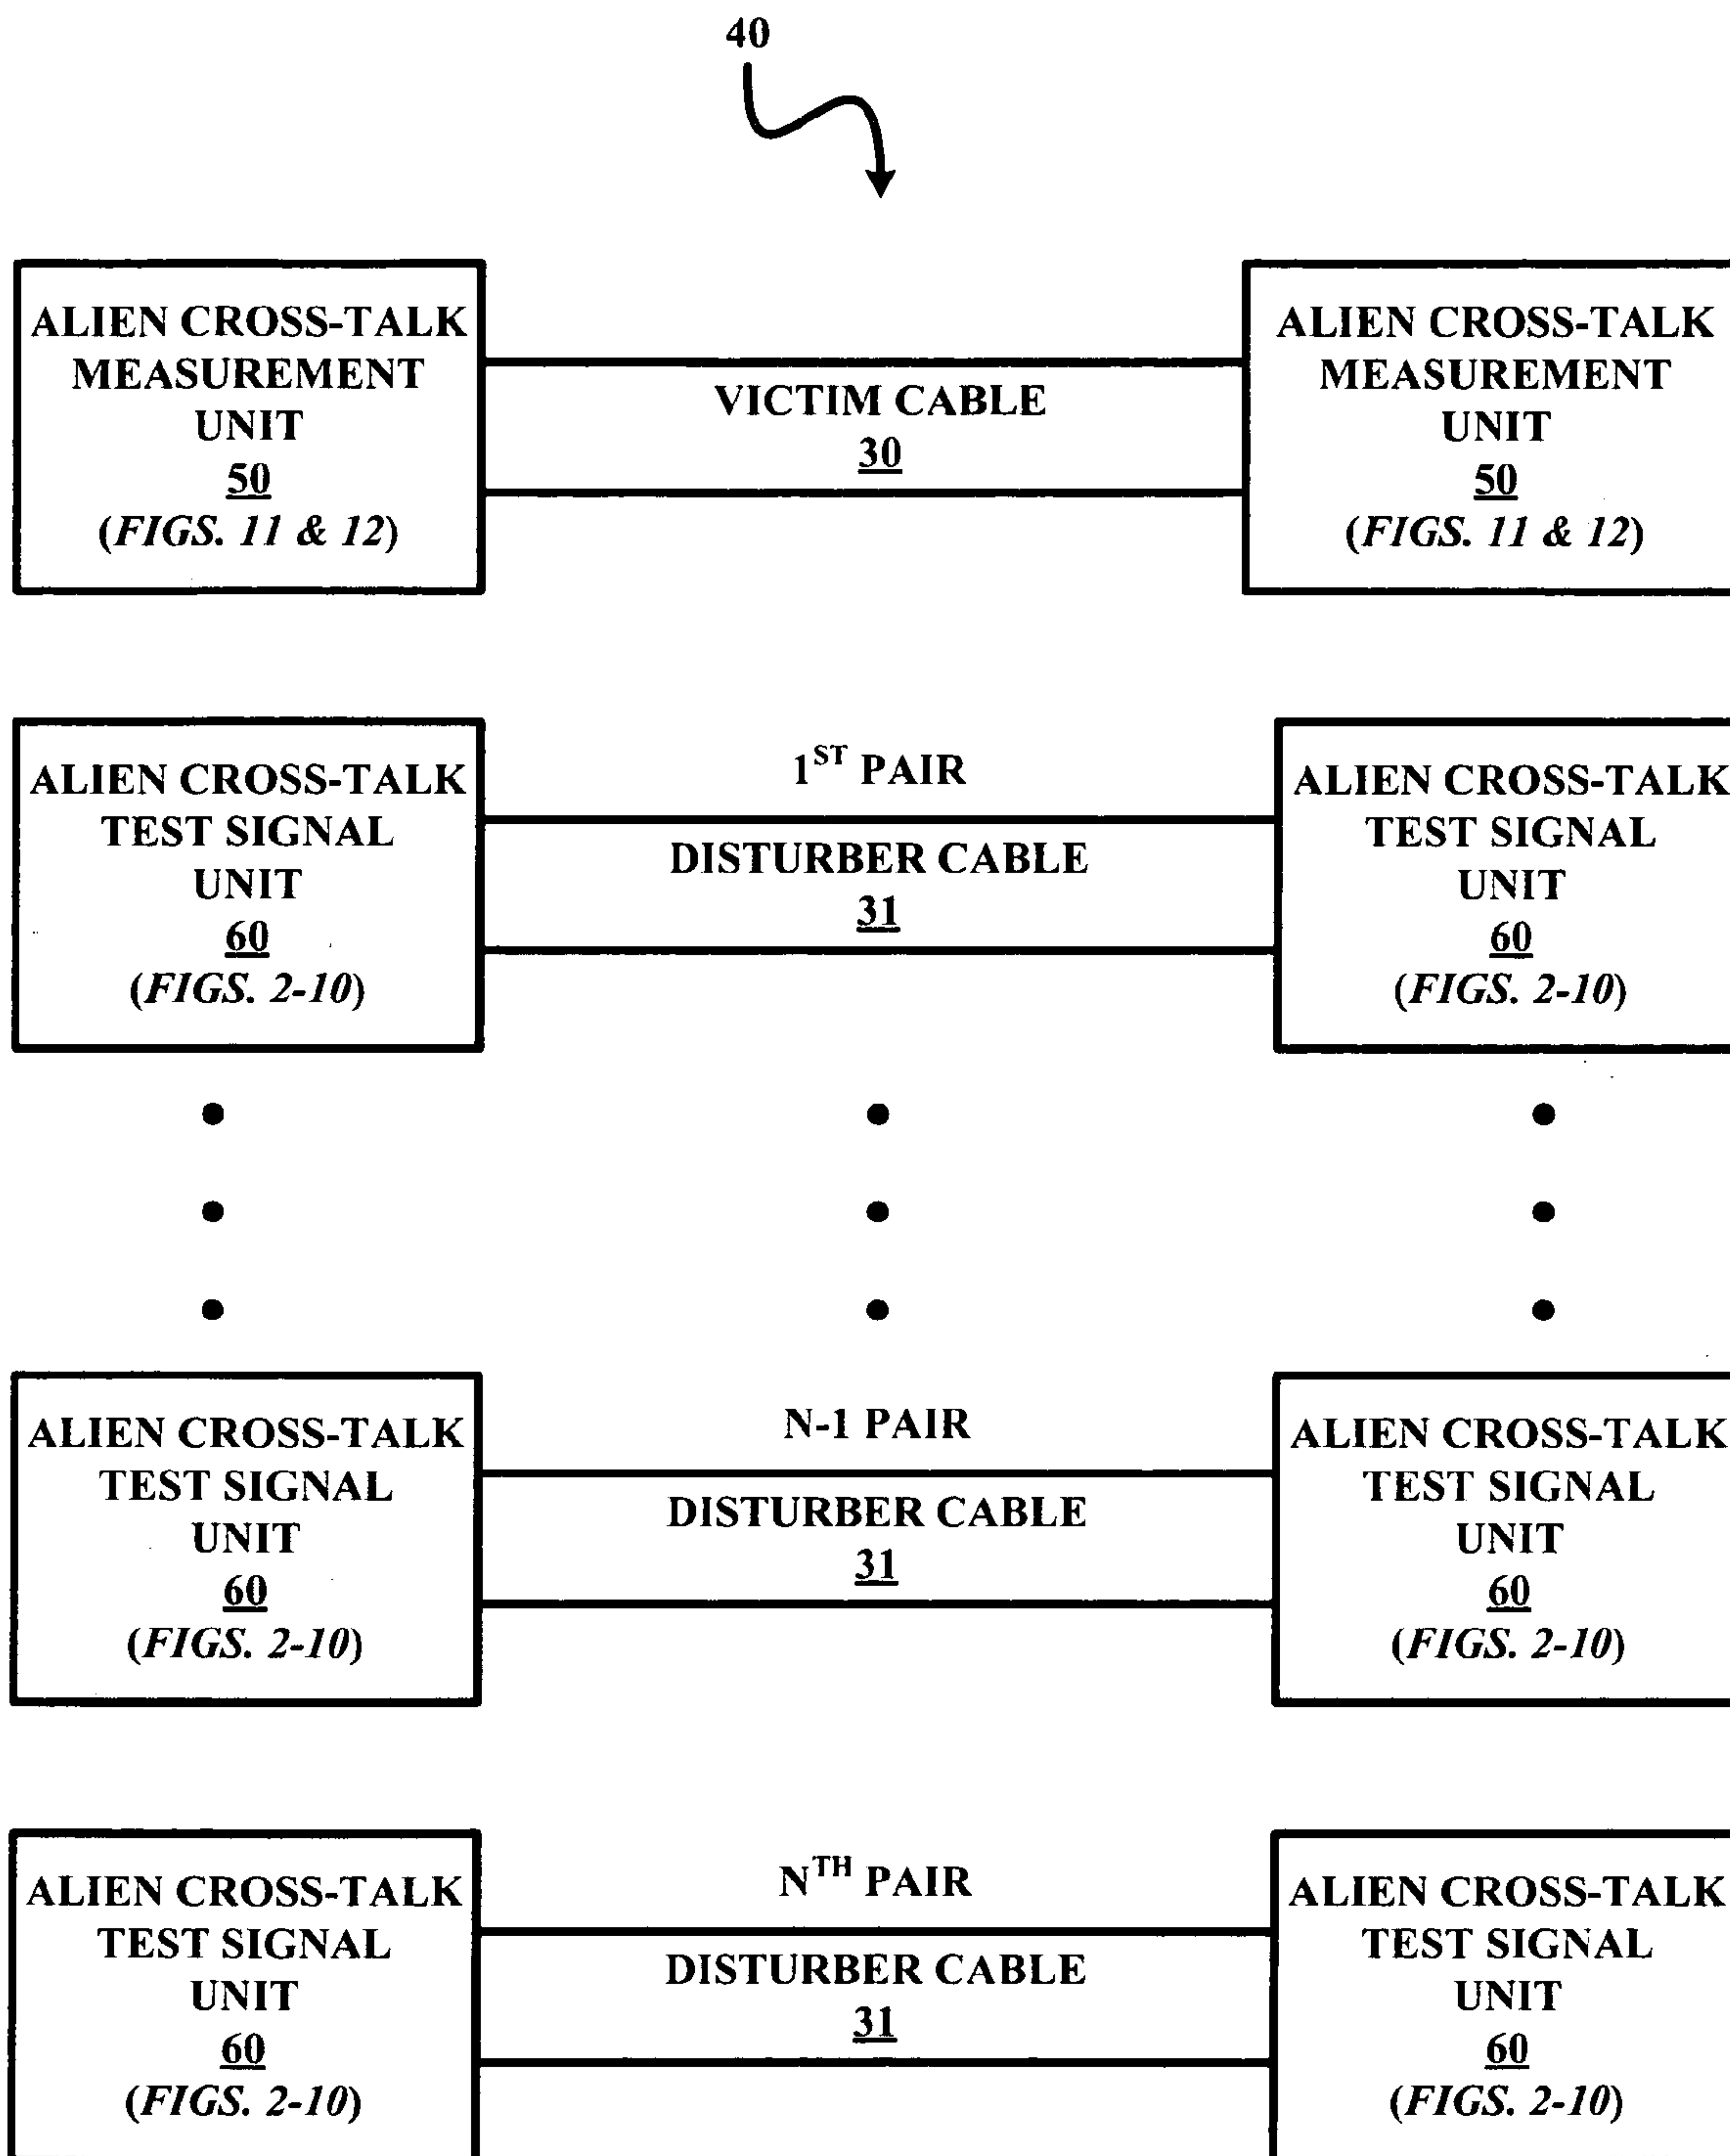 40
ALIEN CROSS-TALK
MEASUREMENT
UNIT
50
(FIGS. 11 & 12)
VICTIM CABLE
30
ALIEN CROSS-TALK
MEASUREMENT
UNIT
50
(FIGS. 11 & 12)
ALIEN CROSS-TALK
TEST SIGNAL
UNIT
60
(FIGS. 2-10)
1ST PAIR
DISTURBER CABLE
31
ALIEN CROSS-TALK
TEST SIGNAL
UNIT
60
(FIGS. 2-10)
ALIEN CROSS-TALK
TEST SIGNAL
UNIT
60
(FIGS. 2-10)
N-1 PAIR
DISTURBER CABLE
31
ALIEN CROSS-TALK
TEST SIGNAL
UNIT
60
(FIGS. 2-10)
ALIEN CROSS-TALK
TEST SIGNAL
UNIT
60
(FIGS. 2-10)
NTH PAIR
DISTURBER CABLE
31
ALIEN CROSS-TALK
TEST SIGNAL
UNIT
60
(FIGS. 2-10)